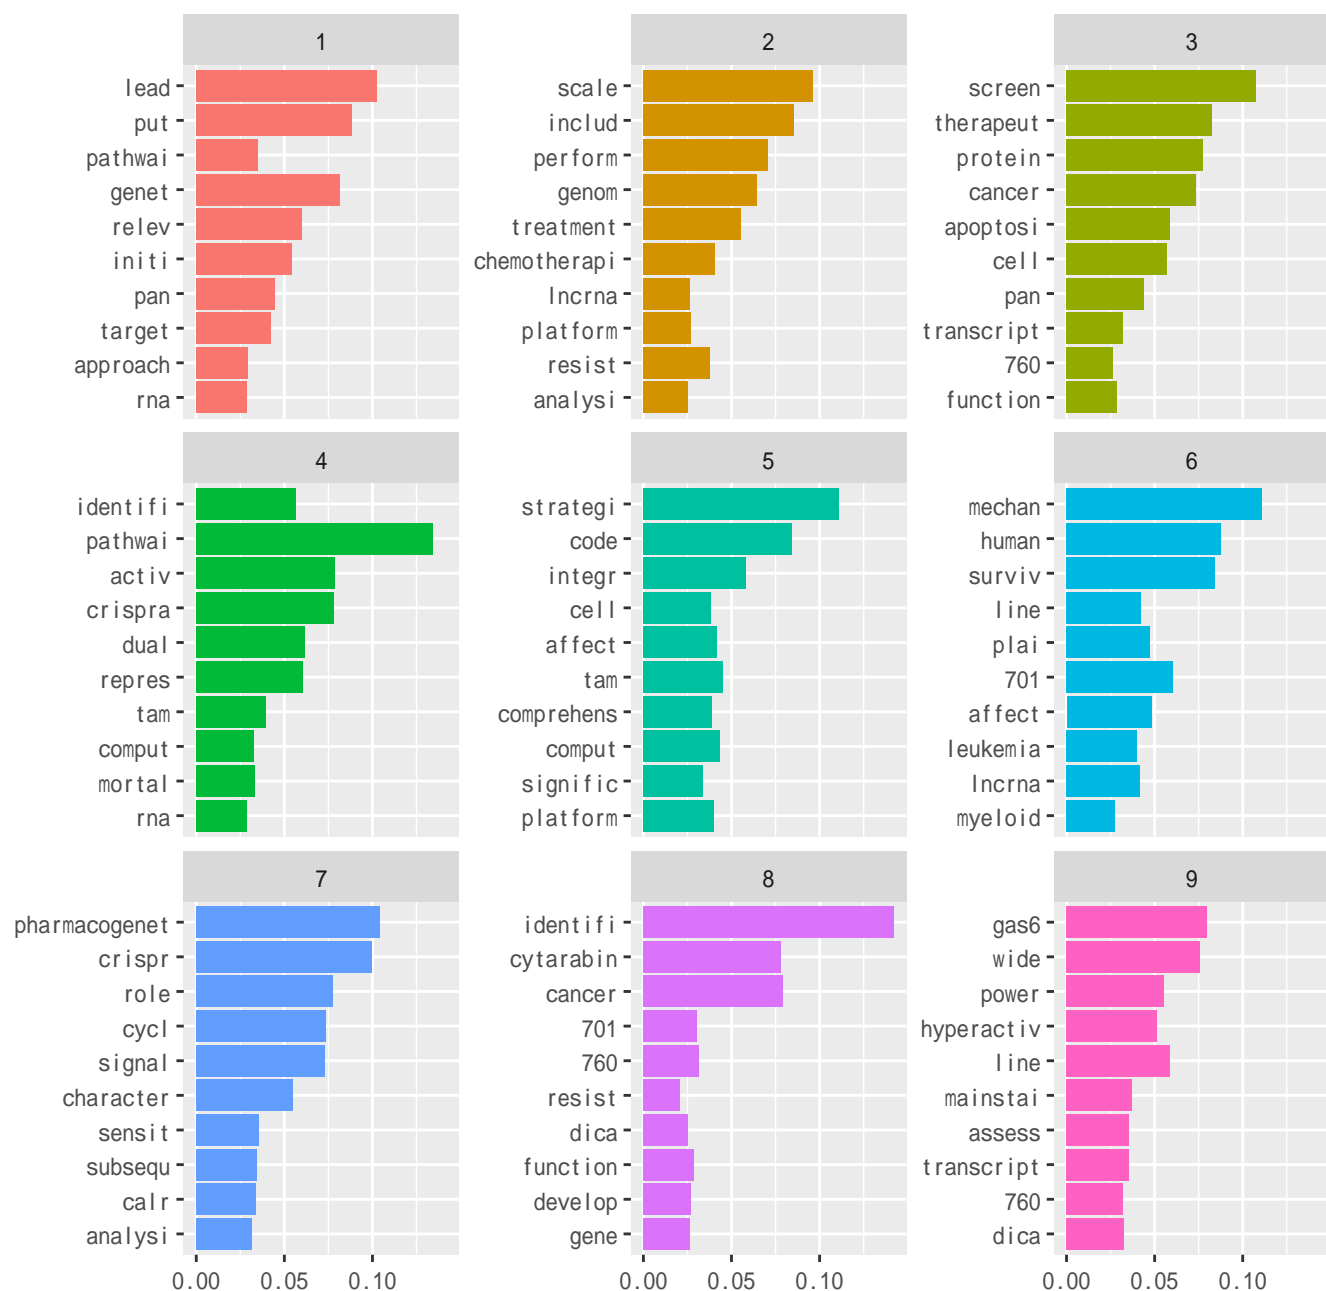 1
lead
put
pathwai
genet
relev
initi
pan
target
approach
rna
2
scale
includ
perform
genom
treatment
chemotherapi
lncrna
platform
resist
analysi
3
screen
therapeut
protein
cancer
apoptosi
cell
pan
transcript
760
function
4
identifi
pathwai
activ
crispra
dual
repres
tam
comput
mortal
rna
5
strategi
code
integr
cell
affect
tam
comprehens
comput
signific
platform
6
mechan
human
surviv
line
plai
701
affect
leukemia
lncrna
myeloid
7
pharmacogenet
crispr
role
cycl
signal
character
sensit
subsequ
calr
analysi
0.00 0.05 0.10
8
identifi
cytarabin
cancer
701
760
resist
dica
function
develop
gene
0.00 0.05 0.10
9
gas6
wide
power
hyperactiv
line
mainstai
assess
transcript
760
dica
0.00 0.05 0.10